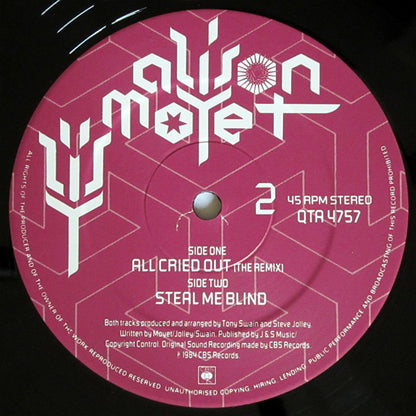 alison
moyet
2
45 RPM STEREO
QTA 4757
SIDE ONE
ALL CRIED OUT (THE REMIX)
SIDE TWO
STEAL ME BLIND
Both tracks produced and arranged by Tony Swain and Steve Jolley.
Written by Moyet/Jolley Swain. Published by J & S Music/
Copyright Control. Original Sound Recording made by CBS Records.
℗ 1984 CBS Records.
ALL RIGHTS OF THE PRODUCER AND OF THE OWNER OF THE WORK REPRODUCED RESERVED. UNAUTHORISED COPYING, HIRING, LENDING, PUBLIC PERFORMANCE AND BROADCASTING OF THIS RECORD PROHIBITED